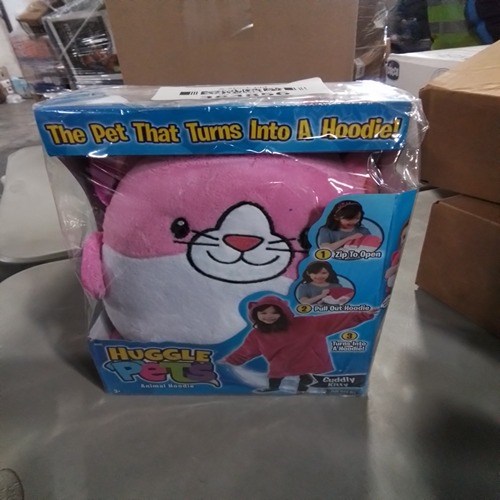 The Pet That Turns Into A Hoodie!
1 Zip To Open
2 Pull Out Hoodie
3 Turns Into
A Hoodie!
HUGGLE
PETS
Animal Hoodie
Cuddly
Kitty